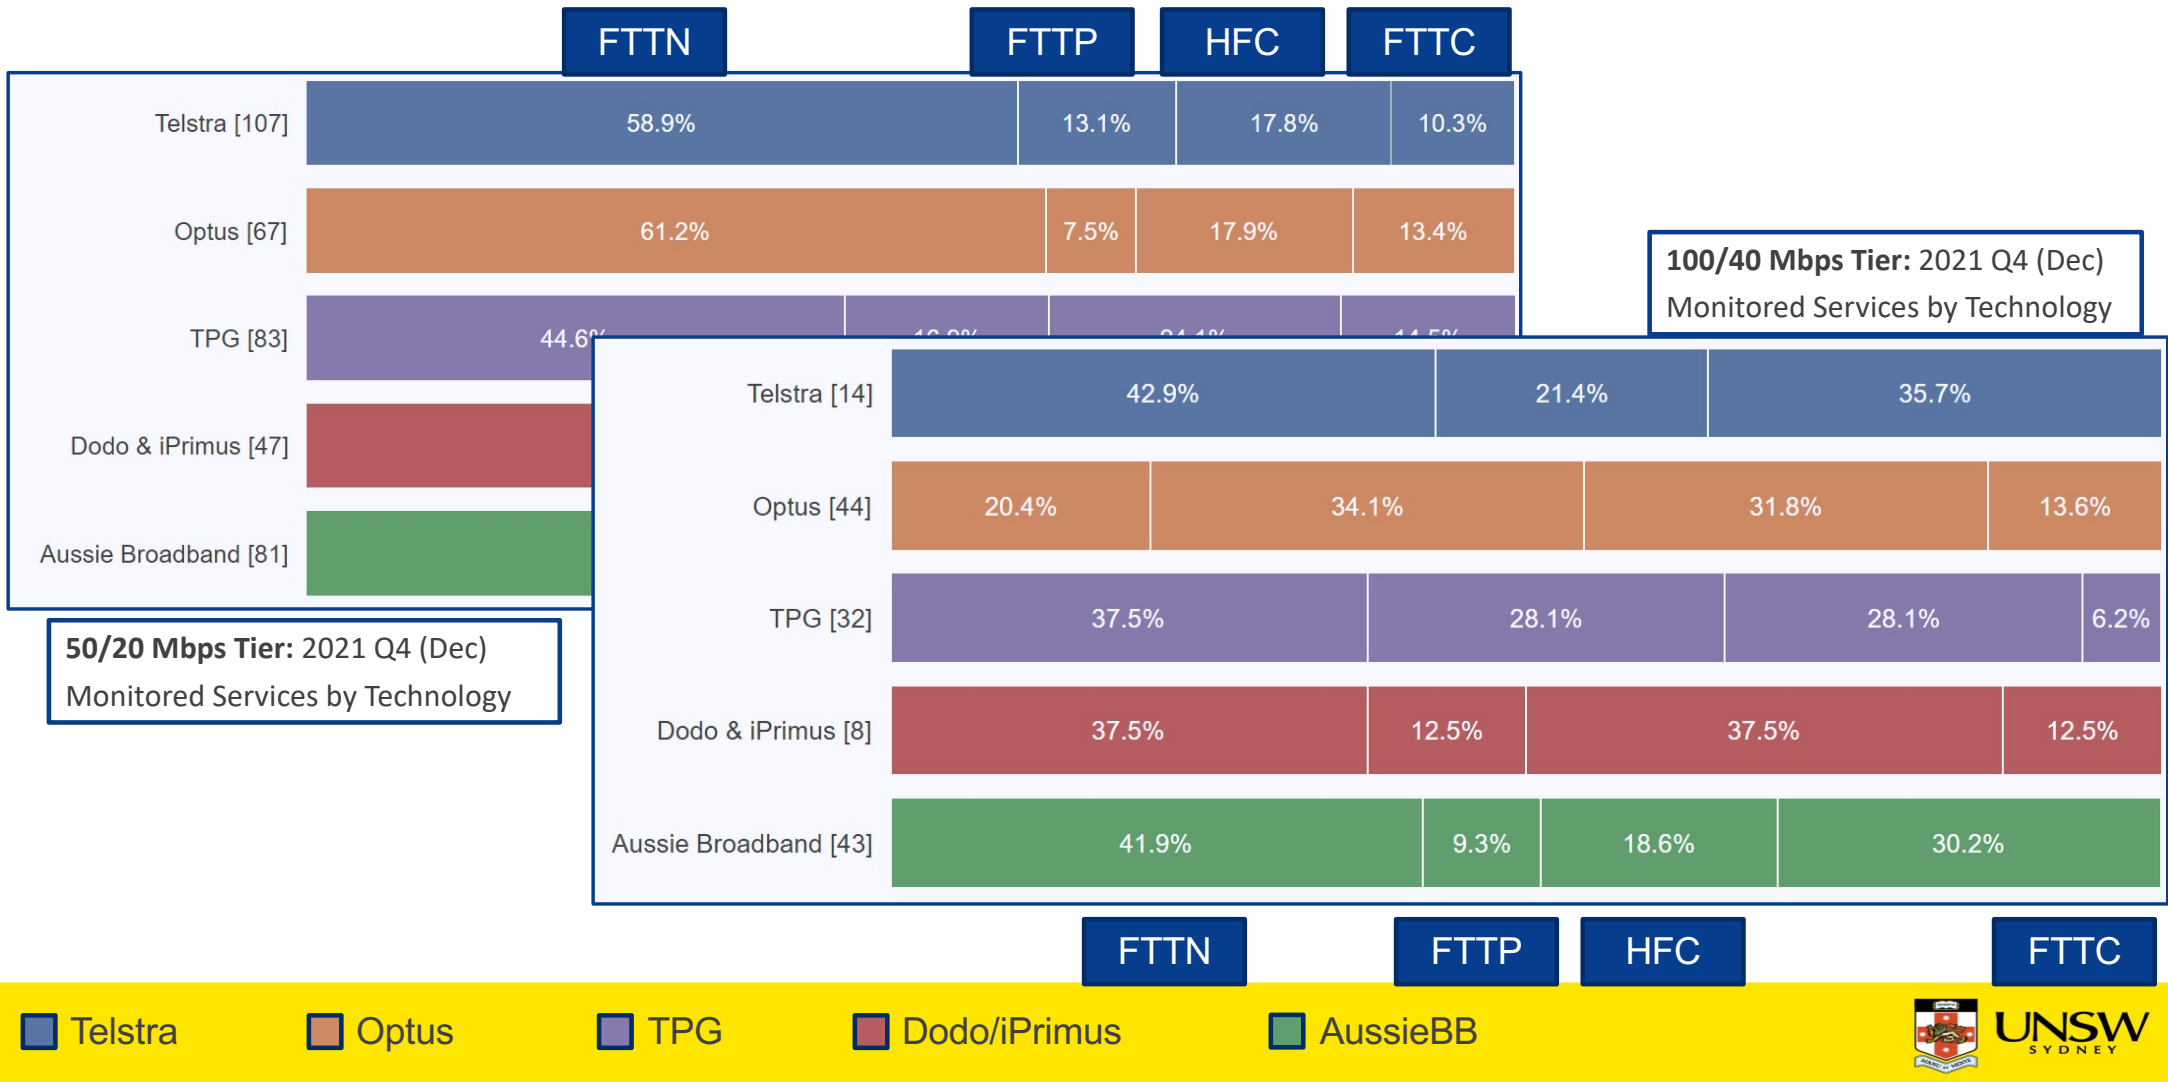 FTTN FTTP HFC FTTC
Telstra [107] 58.9% 13.1% 17.8% 10.3%
Optus [67] 61.2% 7.5% 17.9% 13.4%
TPG [83] 44.6% 24.1% 14.5%
Dodo & iPrimus [47]
Aussie Broadband [81]
50/20 Mbps Tier: 2021 Q4 (Dec)
Monitored Services by Technology
100/40 Mbps Tier: 2021 Q4 (Dec)
Monitored Services by Technology
Telstra [14] 42.9% 21.4% 35.7%
Optus [44] 20.4% 34.1% 31.8% 13.6%
TPG [32] 37.5% 28.1% 28.1% 6.2%
Dodo & iPrimus [8] 37.5% 12.5% 37.5% 12.5%
Aussie Broadband [43] 41.9% 9.3% 18.6% 30.2%
FTTN FTTP HFC FTTC
Telstra Optus TPG Dodo/iPrimus AussieBB
UNSW
SYDNEY